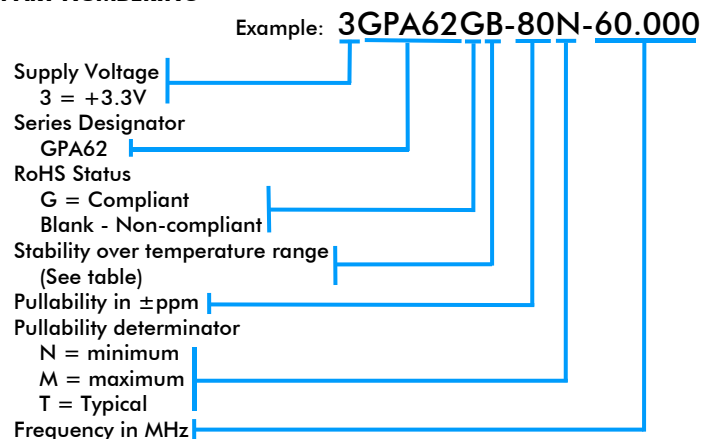 Example: 3GPA62GB-80N-60.000
Supply Voltage
3 = +3.3V
Series Designator
GPA62
RoHS Status
G = Compliant
Blank - Non-compliant
Stability over temperature range
(See table)
Pullability in ±ppm
Pullability determinator
N = minimum
M = maximum
T = Typical
Frequency in MHz